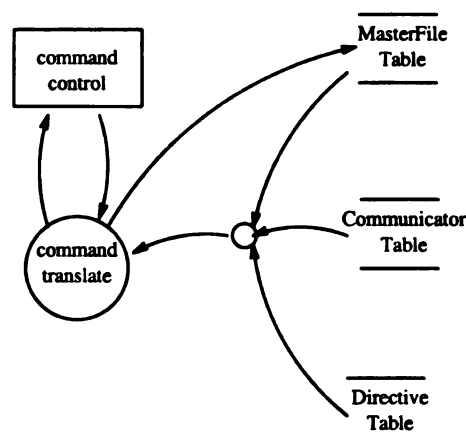 command
control
command
translate
MasterFile
Table
Communicator
Table
Directive
Table